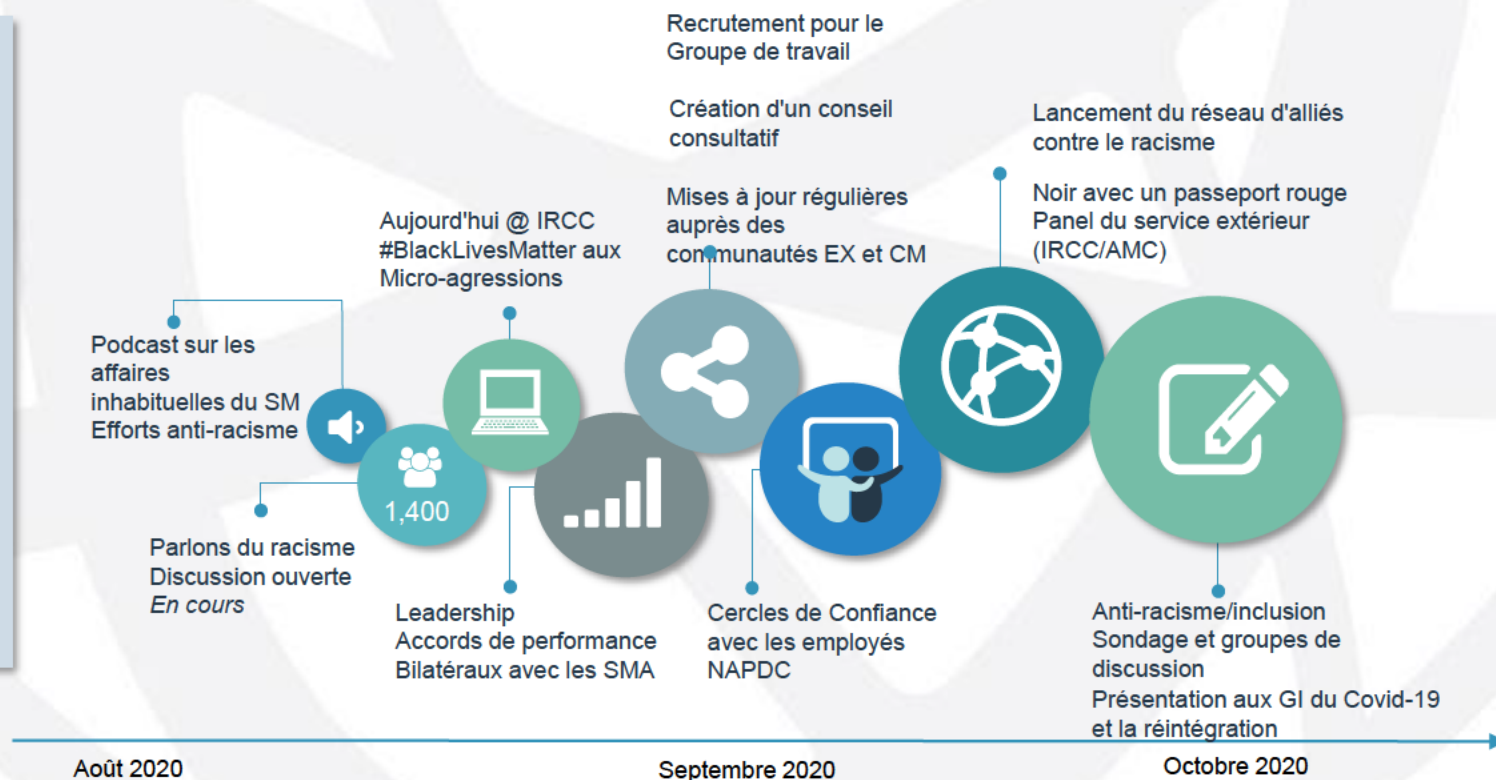 Podcast sur les
affaires
inhabituelles du SM
Efforts anti-racisme
1,400
Parlons du racisme
Discussion ouverte
En cours
Aujourd'hui @ IRCC
#BlackLivesMatter aux
Micro-agressions
Leadership
Accords de performance
Bilatéraux avec les SMA
Recrutement pour le
Groupe de travail
Création d'un conseil
consultatif
Mises à jour régulières
auprès des
communautés EX et CM
Cercles de Confiance
avec les employés
NAPDC
Lancement du réseau d'alliés
contre le racisme
Noir avec un passeport rouge
Panel du service extérieur
(IRCC/AMC)
Anti-racisme/inclusion
Sondage et groupes de
discussion
Présentation aux GI du Covid-19
et la réintégration
Août 2020
Septembre 2020
Octobre 2020